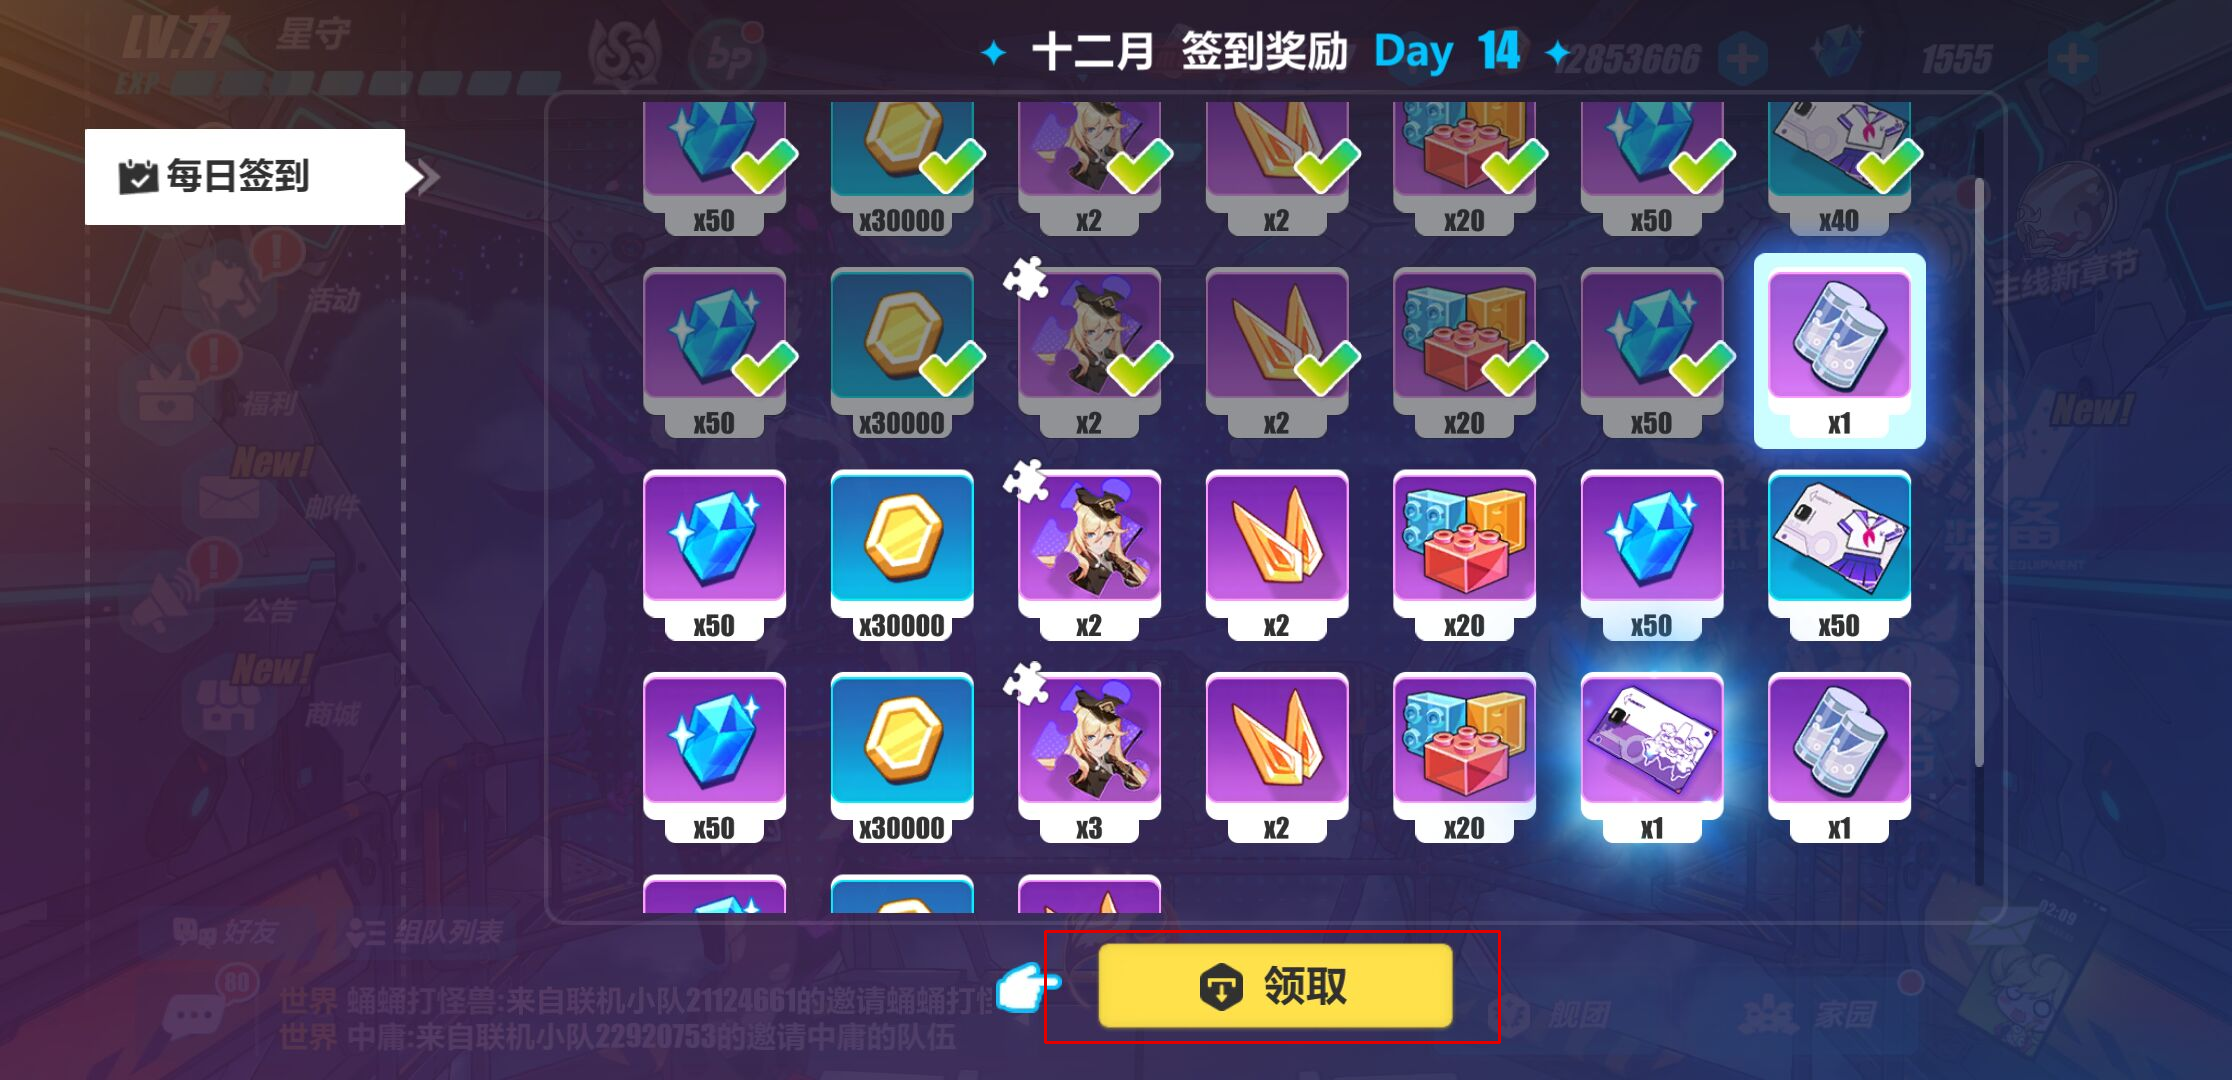 LV.77 星守
EXP
bp
十二月 签到奖励 Day 14
12853666
1555
每日签到
x50 x30000 x2 x2 x20 x50 x40
主线新章节
活动
x50 x30000 x2 x2 x20 x50 x1
福利
New!
New!
邮件
装备
EQUIPMENT
x50 x30000 x2 x2 x20 x50 x50
公告
New!
商城
x50 x30000 x3 x2 x20 x1 x1
02:09
好友 组队列表
领取
80
世界 蛹蛹打怪兽:来自联机小队21124661的邀请蛹蛹打怪
世界 中庸:来自联机小队22920753的邀请中庸的队伍
舰团
家园